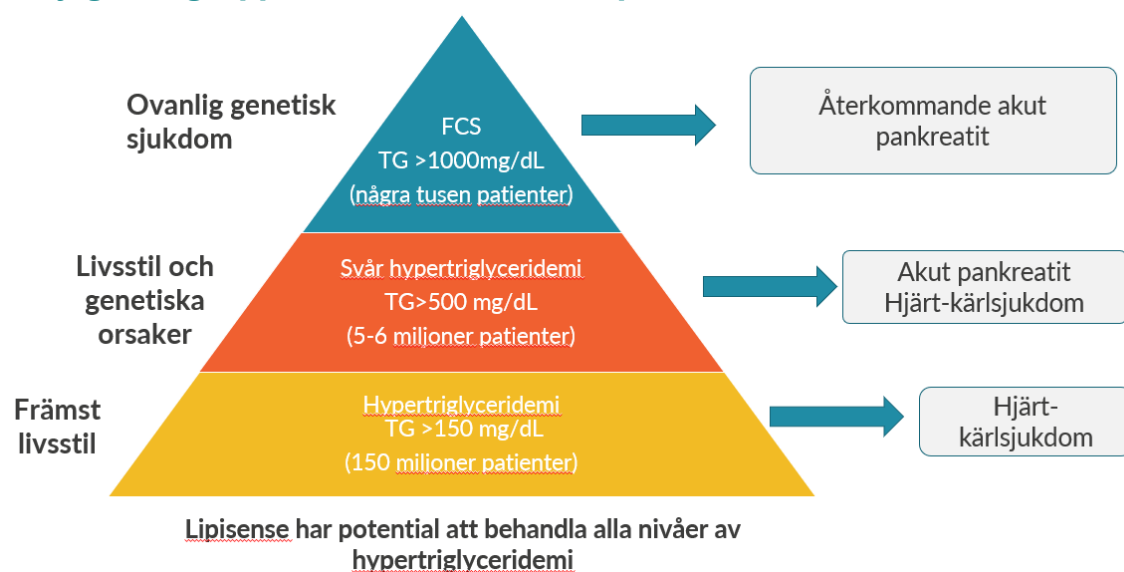 Ovanlig genetisk
sjukdom
FCS
TG >1000mg/dL
(några tusen patienter)
Återkommande akut
pankreatit
Livsstil och
genetiska
orsaker
Svår hypertriglyceridemi
TG>500 mg/dL
(5-6 miljoner patienter)
Akut pankreatit
Hjärt-kärlsjukdom
Främst
livsstil
Hypertriglyceridemi
TG >150 mg/dL
(150 miljoner patienter)
Hjärt-
kärlsjukdom
Lipisense har potential att behandla alla nivåer av
hypertriglyceridemi